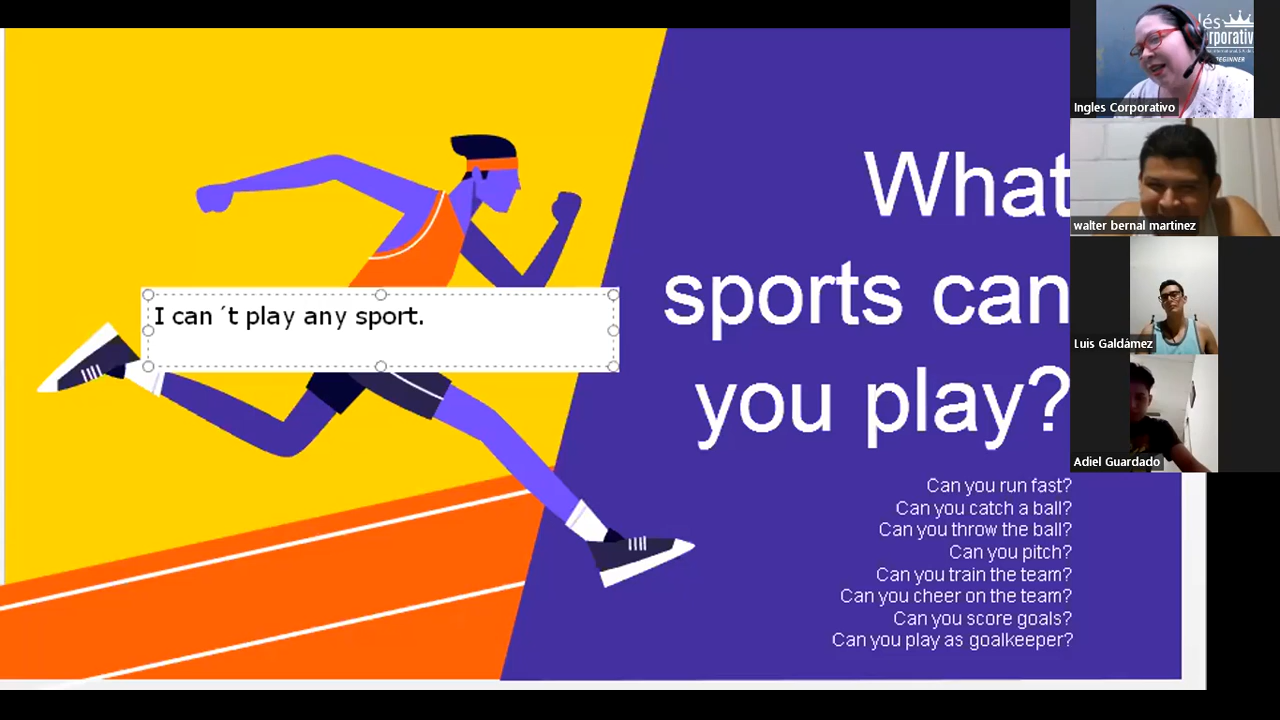 What
sports can
you play?
I can ´t play any sport.
Can you run fast?
Can you catch a ball?
Can you throw the ball?
Can you pitch?
Can you train the team?
Can you cheer on the team?
Can you score goals?
Can you play as goalkeeper?
Ingles Corporativo
walter bernal martinez
Luis Galdámez
Adiel Guardado
BEGINNER